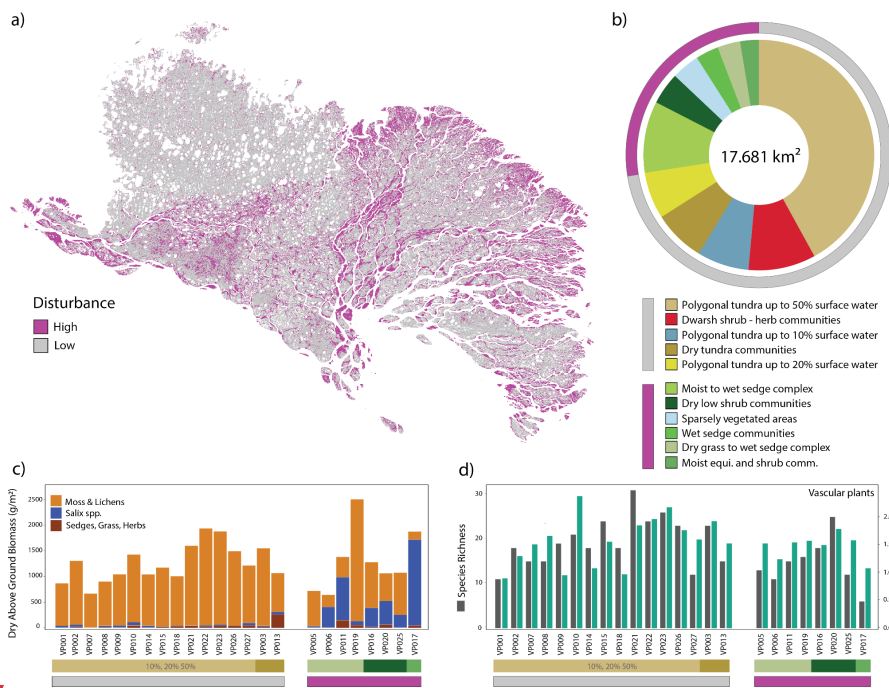 a)
b)
17.681 km²
Disturbance
High
Low
Polygonal tundra up to 50% surface water
Dwarsh shrub - herb communities
Polygonal tundra up to 10% surface water
Dry tundra communities
Polygonal tundra up to 20% surface water
Moist to wet sedge complex
Dry low shrub communities
Sparsely vegetated areas
Wet sedge communities
Dry grass to wet sedge complex
Moist equi. and shrub comm.
c)
Dry Above Ground Biomass (g/m²)
2500
2000
1500
1000
500
0
Moss & Lichens
Salix spp.
Sedges, Grass, Herbs
VP001 VP002 VP007 VP008 VP009 VP010 VP014 VP015 VP018 VP021 VP022 VP023 VP026 VP027 VP003 VP013 VP005 VP006 VP011 VP019 VP016 VP020 VP025 VP017
10%, 20% 50%
d)
Vascular plants
Species Richness
30
20
10
0
2.
1.
1.
0.
0.
VP001 VP002 VP007 VP008 VP009 VP010 VP014 VP015 VP018 VP021 VP022 VP023 VP026 VP027 VP003 VP013 VP005 VP006 VP011 VP019 VP016 VP020 VP025 VP017
10%, 20% 50%